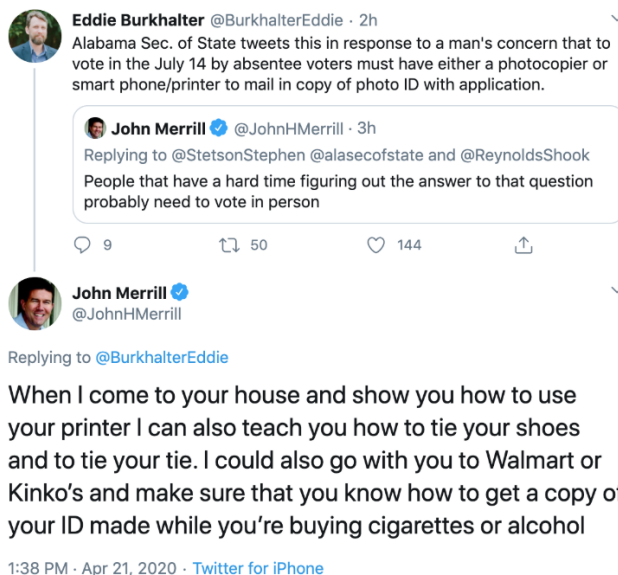 Eddie Burkhalter @BurkhalterEddie · 2h
Alabama Sec. of State tweets this in response to a man's concern that to
vote in the July 14 by absentee voters must have either a photocopier or
smart phone/printer to mail in copy of photo ID with application.
John Merrill @JohnHMerrill · 3h
Replying to @StetsonStephen @alasecofstate and @ReynoldsShook
People that have a hard time figuring out the answer to that question
probably need to vote in person
9 50 144
John Merrill
@JohnHMerrill
Replying to @BurkhalterEddie
When I come to your house and show you how to use
your printer I can also teach you how to tie your shoes
and to tie your tie. I could also go with you to Walmart or
Kinko's and make sure that you know how to get a copy of
your ID made while you're buying cigarettes or alcohol
1:38 PM · Apr 21, 2020 · Twitter for iPhone